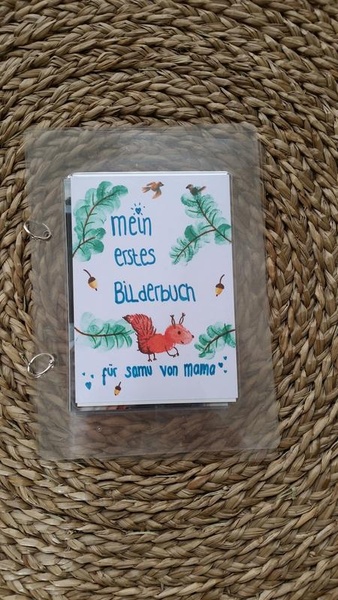 mein
erstes
Bilderbuch
für samu von mama